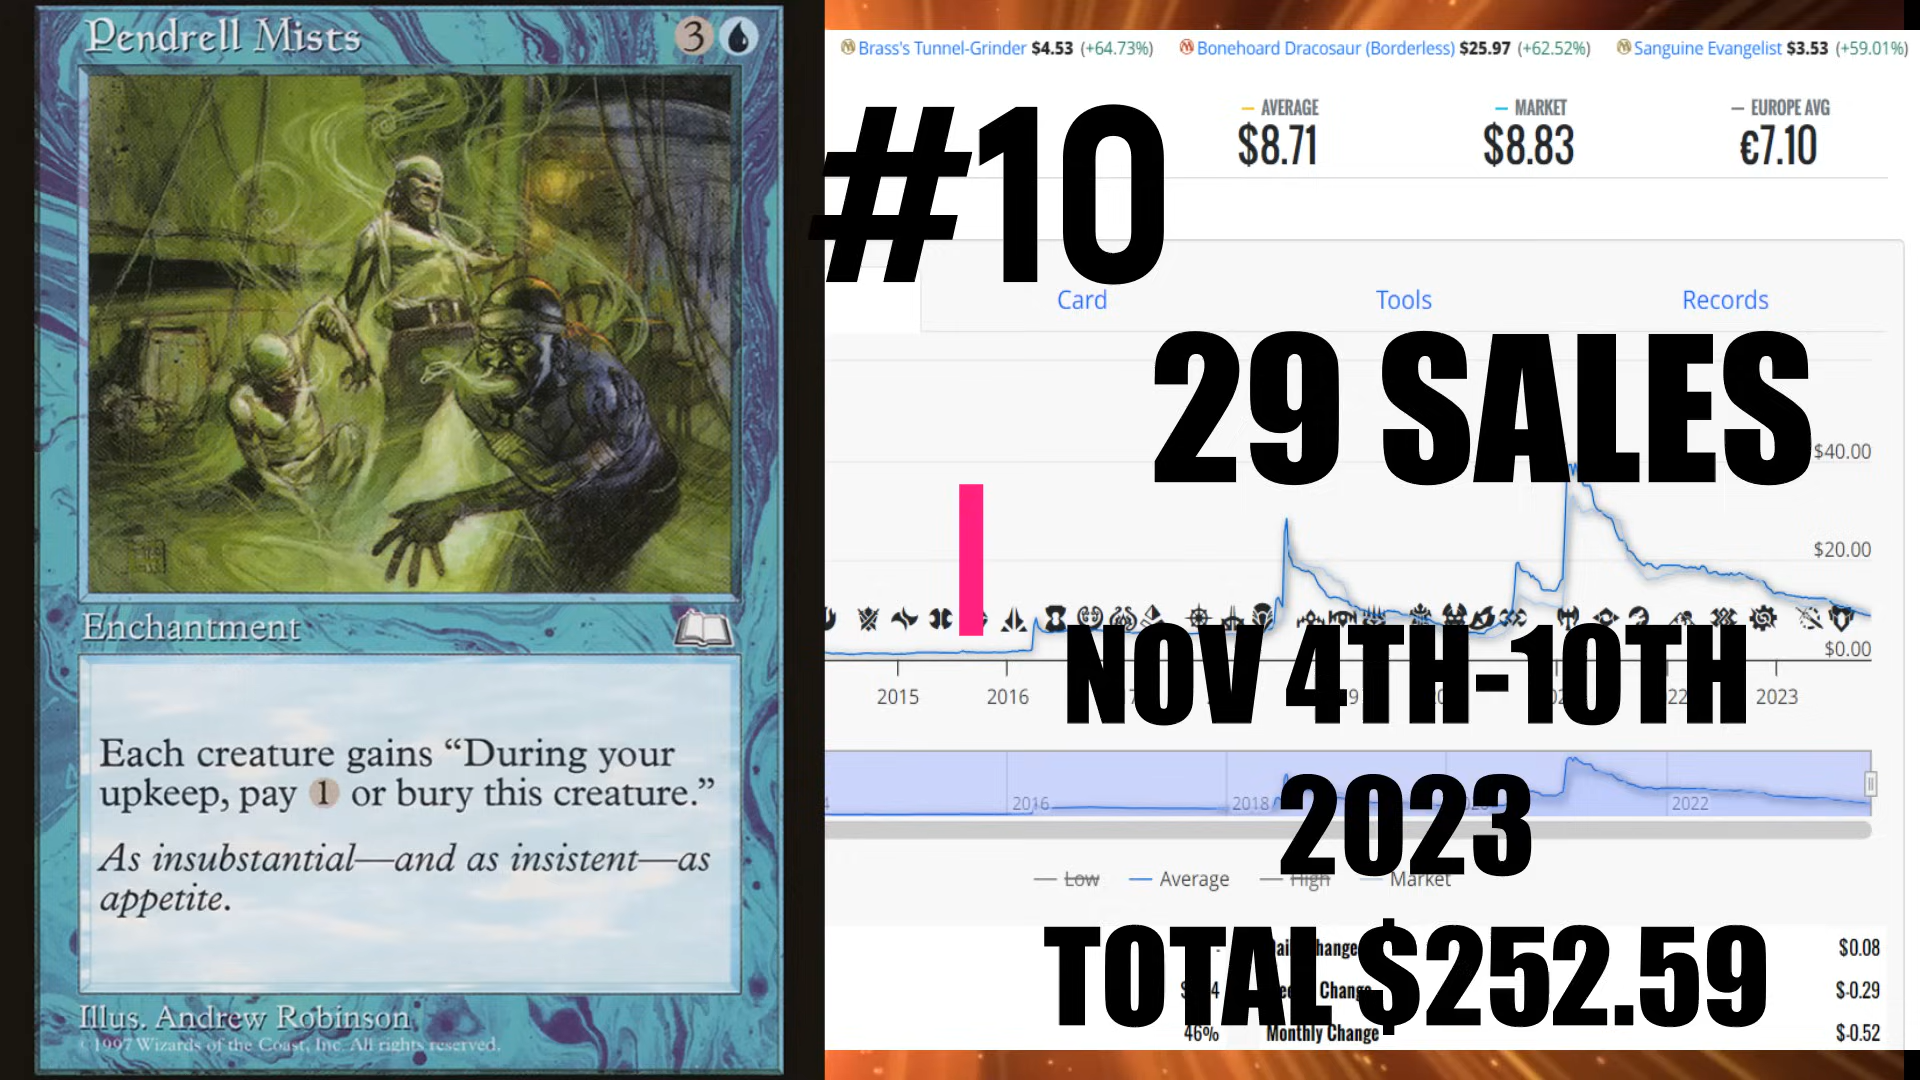 Pendrell Mists
3
Enchantment
Each creature gains “During your
upkeep, pay 1 or bury this creature.”
As insubstantial—and as insistent—as
appetite.
Illus. Andrew Robinson
©1997 Wizards of the Coast, Inc. All rights reserved.
Brass's Tunnel-Grinder $4.53 (+64.73%) Bonehoard Dracosaur (Borderless) $25.97 (+62.52%) Sanguine Evangelist $3.53 (+59.01%)
AVERAGE MARKET EUROPE AVG
$8.71 $8.83 €7.10
#10
Card Tools Records
29 SALES
$40.00
$20.00
$0.00
NOV 4TH-10TH
2015 2016 2023
2023
2016 2018 2022
Low Average High Market
TOTAL $252.59
Change $0.08
Change $-0.29
46% Monthly Change $-0.52